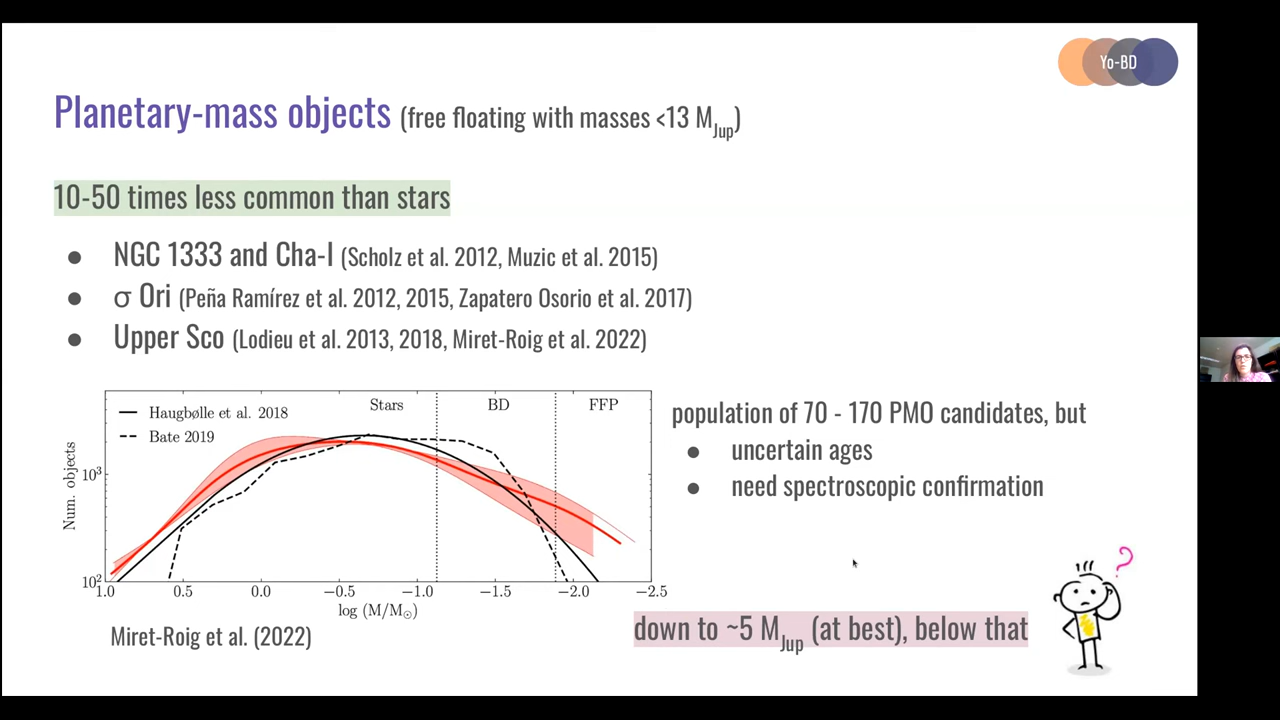 Yo-BD
Planetary-mass objects (free floating with masses <13 MJup)
10-50 times less common than stars
● NGC 1333 and Cha-I (Scholz et al. 2012, Muzic et al. 2015)
● σ Ori (Peña Ramírez et al. 2012, 2015, Zapatero Osorio et al. 2017)
● Upper Sco (Lodieu et al. 2013, 2018, Miret-Roig et al. 2022)
Haugbølle et al. 2018
Bate 2019
Stars
BD
FFP
Num. objects
10³
10²
1.0 0.5 0.0 −0.5 −1.0 −1.5 −2.0 −2.5
log (M/M☉)
Miret-Roig et al. (2022)
population of 70 - 170 PMO candidates, but
● uncertain ages
● need spectroscopic confirmation
down to ~5 MJup (at best), below that
?